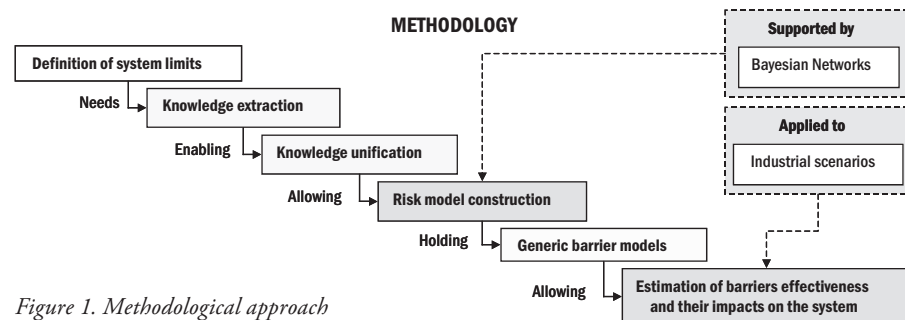 METHODOLOGY
Supported by
Bayesian Networks
Definition of system limits
Needs
Knowledge extraction
Applied to
Industrial scenarios
Enabling
Knowledge unification
Allowing
Risk model construction
Holding
Generic barrier models
Allowing
Estimation of barriers effectiveness
and their impacts on the system
Figure 1. Methodological approach